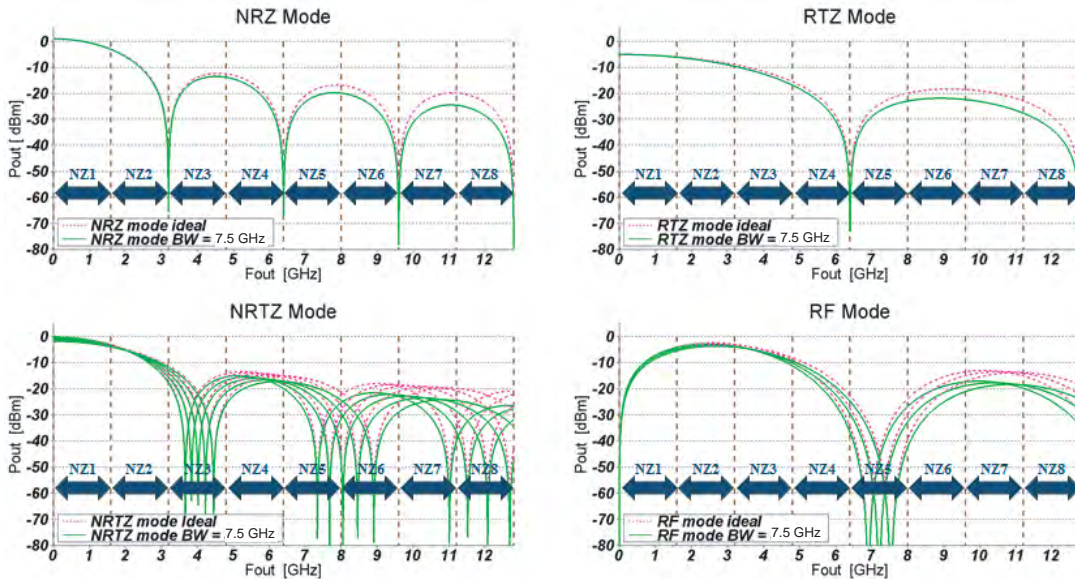 NRZ Mode
Pout [dBm]
0
-10
-20
-30
-40
-50
-60
-70
-80
NZ1 NZ2 NZ3 NZ4 NZ5 NZ6 NZ7 NZ8
NRZ mode ideal
NRZ mode BW = 7.5 GHz
0 1 2 3 4 5 6 7 8 9 10 11 12
Fout [GHz]
RTZ Mode
Pout [dBm]
0
-10
-20
-30
-40
-50
-60
-70
-80
NZ1 NZ2 NZ3 NZ4 NZ5 NZ6 NZ7 NZ8
RTZ mode ideal
RTZ mode BW = 7.5 GHz
0 1 2 3 4 5 6 7 8 9 10 11 12
Fout [GHz]
NRTZ Mode
Pout [dBm]
0
-10
-20
-30
-40
-50
-60
-70
-80
NZ1 NZ2 NZ3 NZ4 NZ5 NZ6 NZ7 NZ8
NRTZ mode Ideal
NRTZ mode BW = 7.5 GHz
0 1 2 3 4 5 6 7 8 9 10 11 12
Fout [GHz]
RF Mode
Pout [dBm]
0
-10
-20
-30
-40
-50
-60
-70
-80
NZ1 NZ2 NZ3 NZ4 NZ5 NZ6 NZ7 NZ8
RF mode ideal
RF mode BW = 7.5 GHz
0 1 2 3 4 5 6 7 8 9 10 11 12
Fout [GHz]